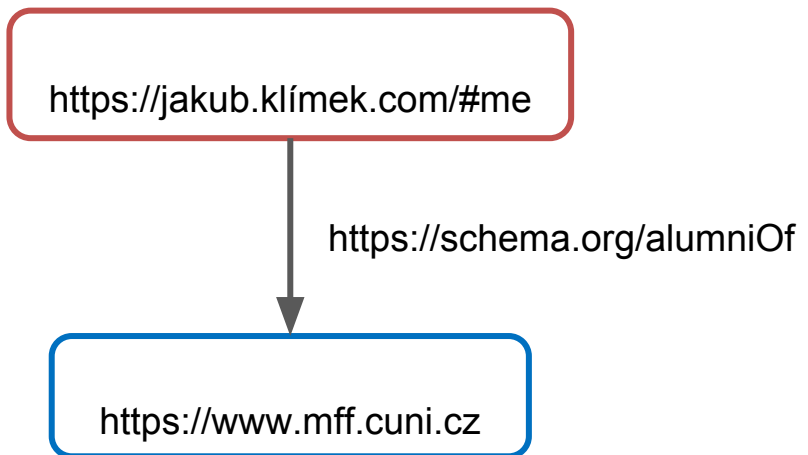 https://jakub.klímek.com/#me
https://schema.org/alumniOf
https://www.mff.cuni.cz